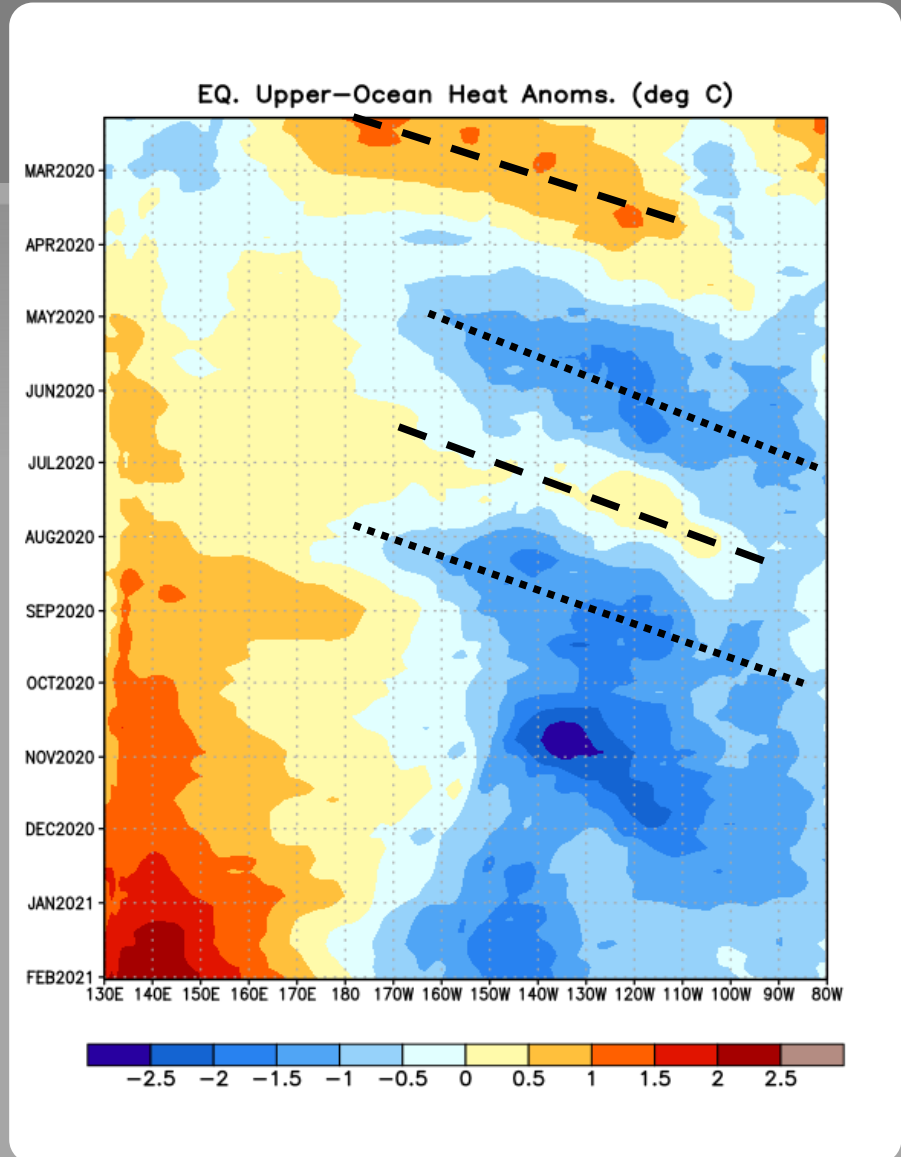 EQ. Upper-Ocean Heat Anoms. (deg C)
MAR2020
APR2020
MAY2020
JUN2020
JUL2020
AUG2020
SEP2020
OCT2020
NOV2020
DEC2020
JAN2021
FEB2021
130E 140E 150E 160E 170E 180 170W 160W 150W 140W 130W 120W 110W 100W 90W 80W
-2.5 -2 -1.5 -1 -0.5 0 0.5 1 1.5 2 2.5